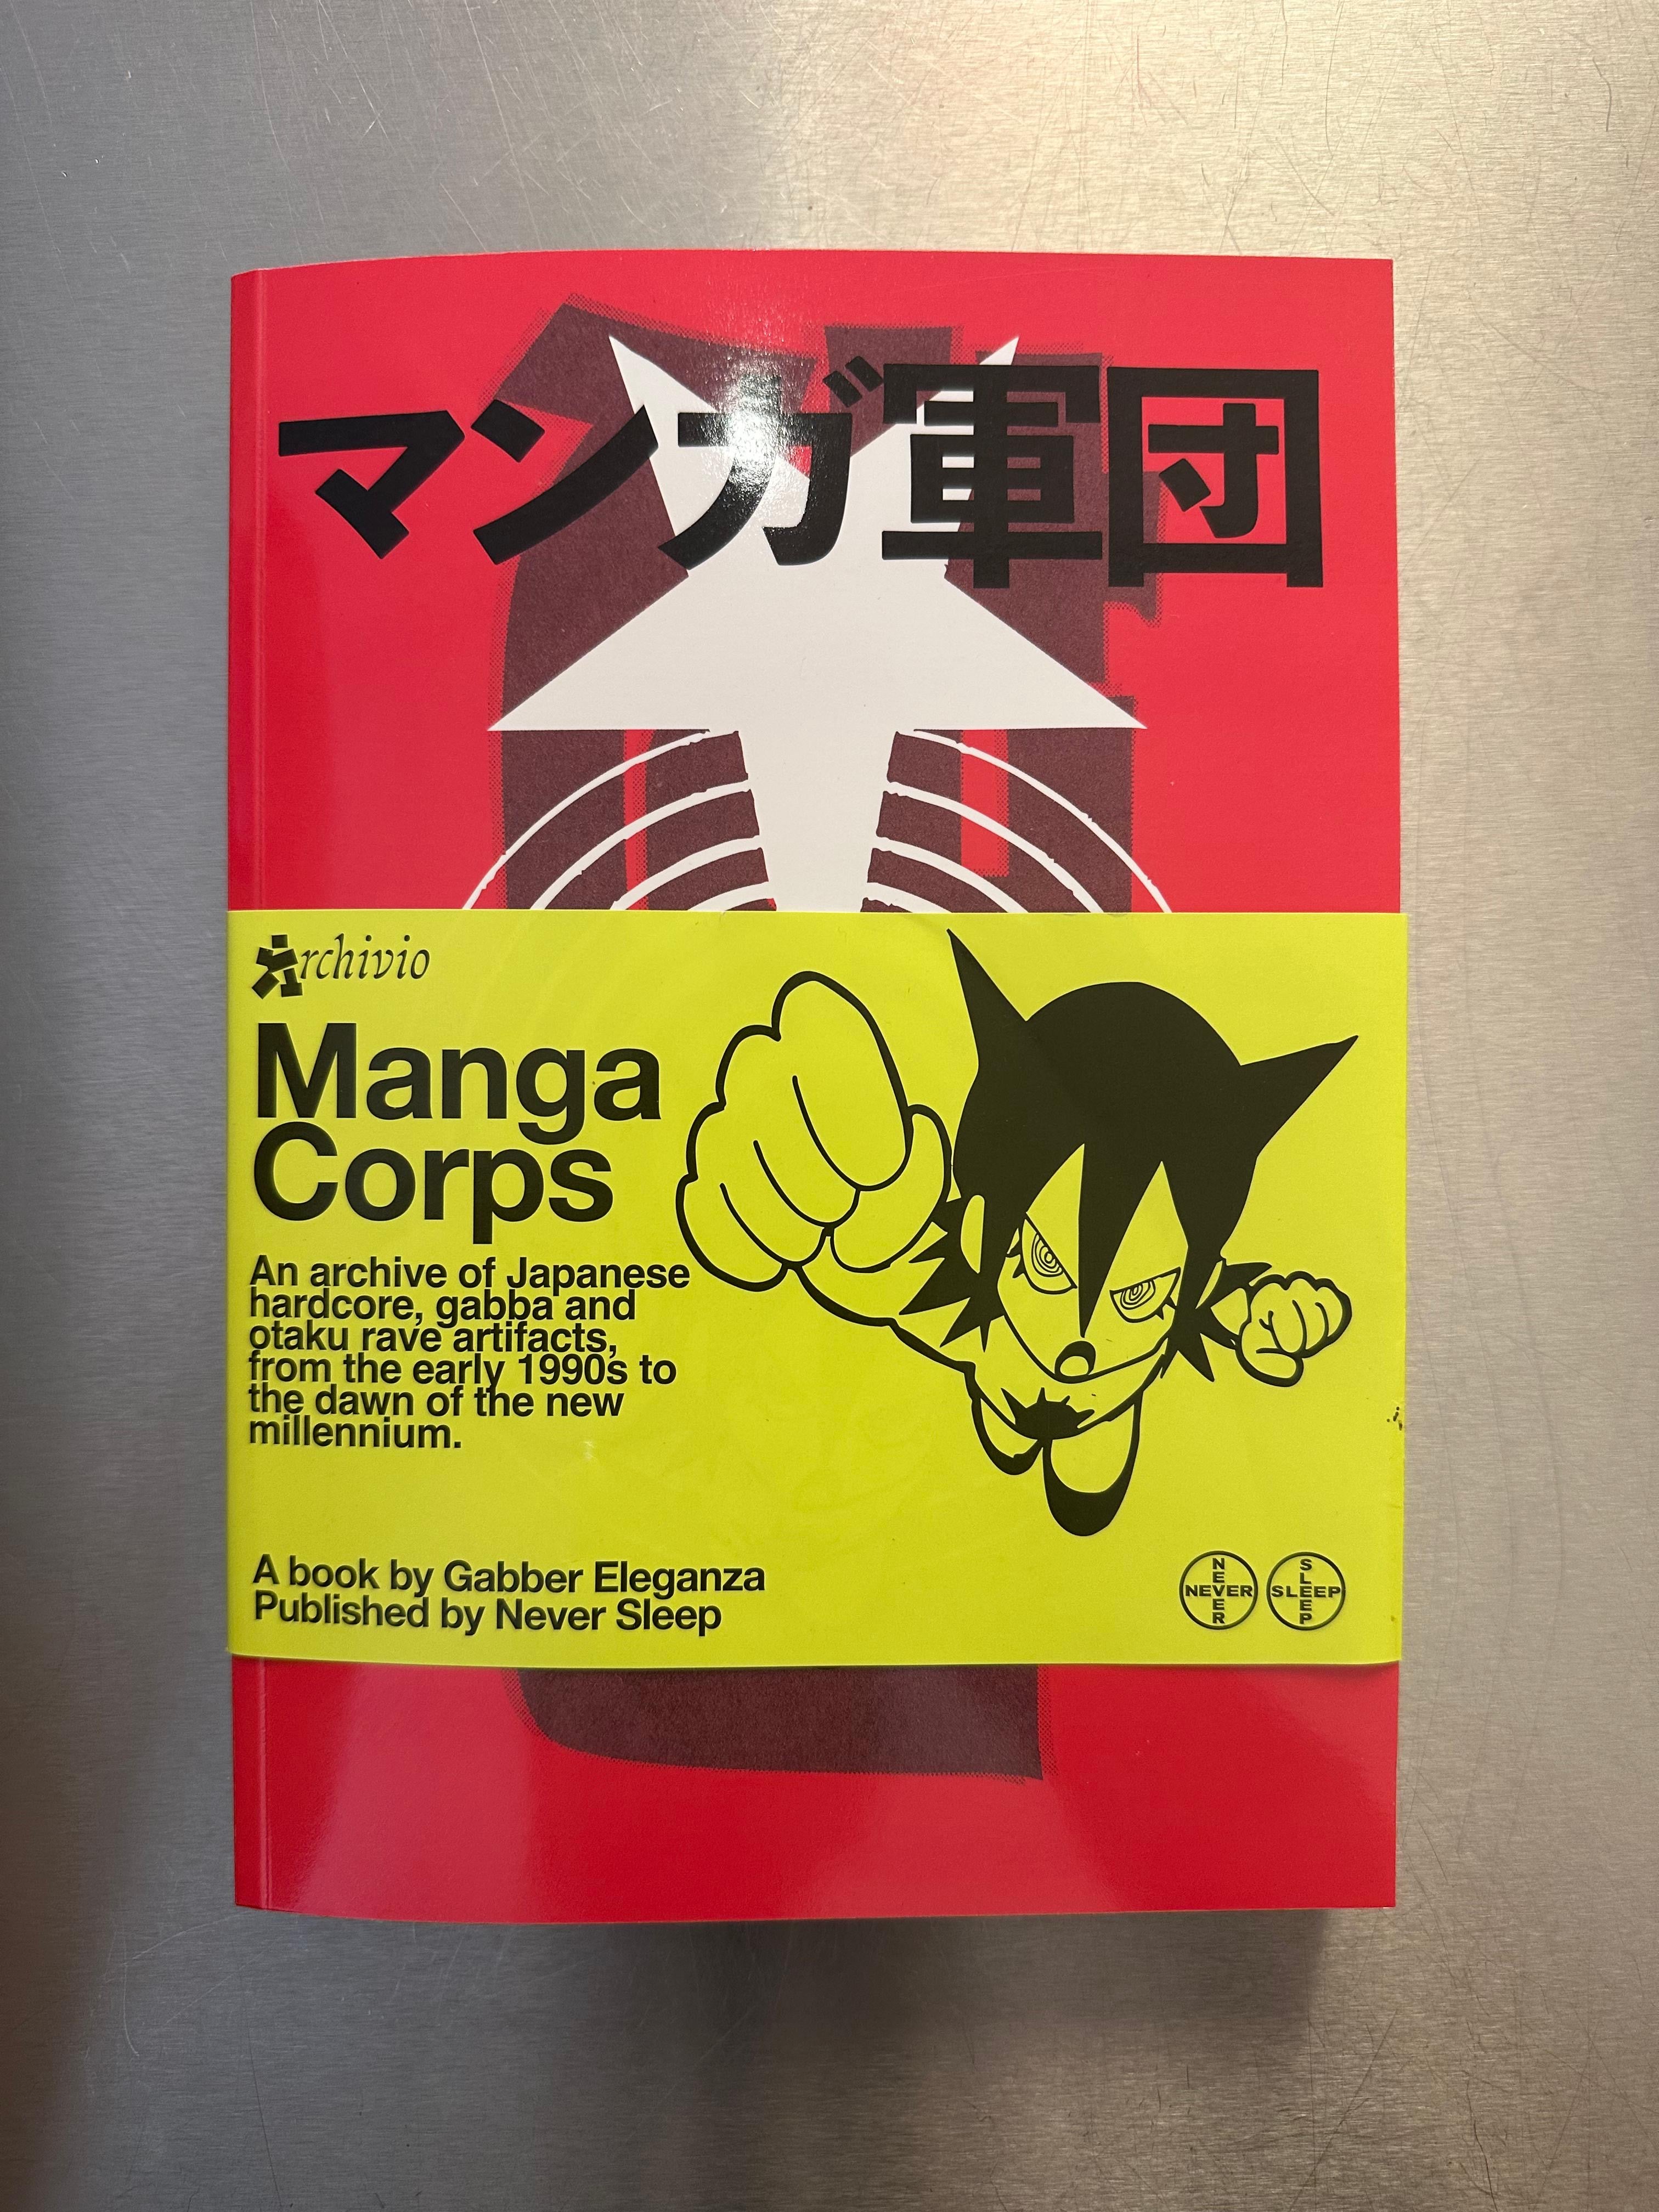 マンガ軍団
Archivio
Manga
Corps
An archive of Japanese
hardcore, gabba and
otaku rave artifacts,
from the early 1990s to
the dawn of the new
millennium.
A book by Gabber Eleganza
Published by Never Sleep
NEVER
NEVER
SLEEP
SLEEP